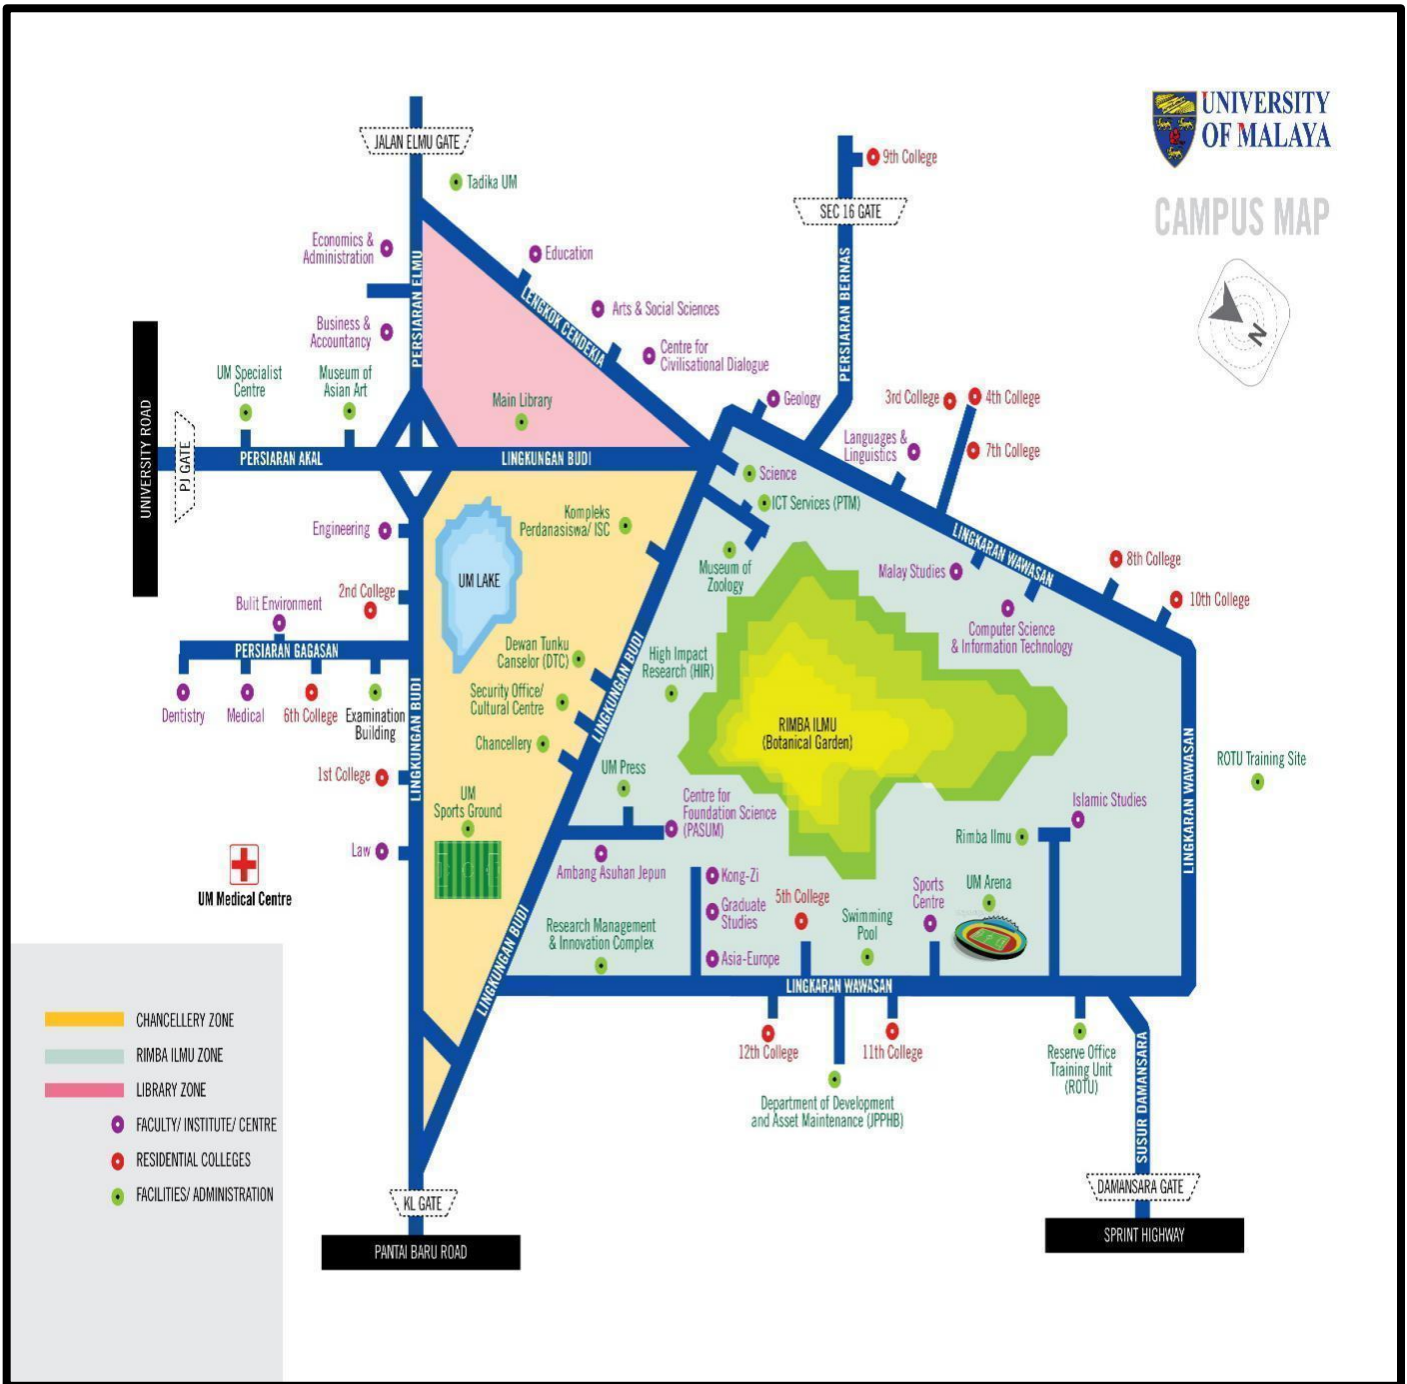 UNIVERSITY
OF MALAYA
CAMPUS MAP
N
JALAN ELMU GATE
Tadika UM
9th College
SEC 16 GATE
Economics &
Administration
PERSIARAN ELMU
Education
LENGKOK CENDEKIA
Arts & Social Sciences
Business &
Accountancy
Centre for
Civilisational Dialogue
PERSIARAN BERNAS
UM Specialist
Centre
Museum of
Asian Art
Main Library
Geology
3rd College
4th College
Languages &
Linguistics
7th College
UNIVERSITY ROAD
PJ GATE
PERSIARAN AKAL
LINGKUNGAN BUDI
Science
ICT Services (PTM)
Kompleks
Perdanasiswa/ ISC
Engineering
LINGKARAN WAWASAN
8th College
Museum of
Zoology
Malay Studies
UM LAKE
2nd College
10th College
Bulit Environment
Computer Science
& Information Technology
PERSIARAN GAGASAN
Dewan Tunku
Canselor (DTC)
High Impact
Research (HIR)
LINGKUNGAN BUDI
LINGKUNGAN BUDI
Security Office/
Cultural Centre
Dentistry
Medical
6th College
Examination
Building
Chancellery
RIMBA ILMU
(Botanical Garden)
LINGKARAN WAWASAN
ROTU Training Site
1st College
UM Press
UM
Sports Ground
Centre for
Foundation Science
(PASUM)
Islamic Studies
Rimba Ilmu
Law
Ambang Asuhan Jepun
Kong-Zi
5th College
Sports
Centre
UM Arena
UM Medical Centre
Graduate
Studies
Swimming
Pool
Research Management
& Innovation Complex
Asia-Europe
LINGKUNGAN BUDI
LINGKARAN WAWASAN
CHANCELLERY ZONE
RIMBA ILMU ZONE
LIBRARY ZONE
FACULTY/ INSTITUTE/ CENTRE
RESIDENTIAL COLLEGES
FACILITIES/ ADMINISTRATION
12th College
11th College
Reserve Office
Training Unit
(ROTU)
Department of Development
and Asset Maintenance (JPPHB)
SUSUR DAMANSARA
KL GATE
DAMANSARA GATE
PANTAI BARU ROAD
SPRINT HIGHWAY